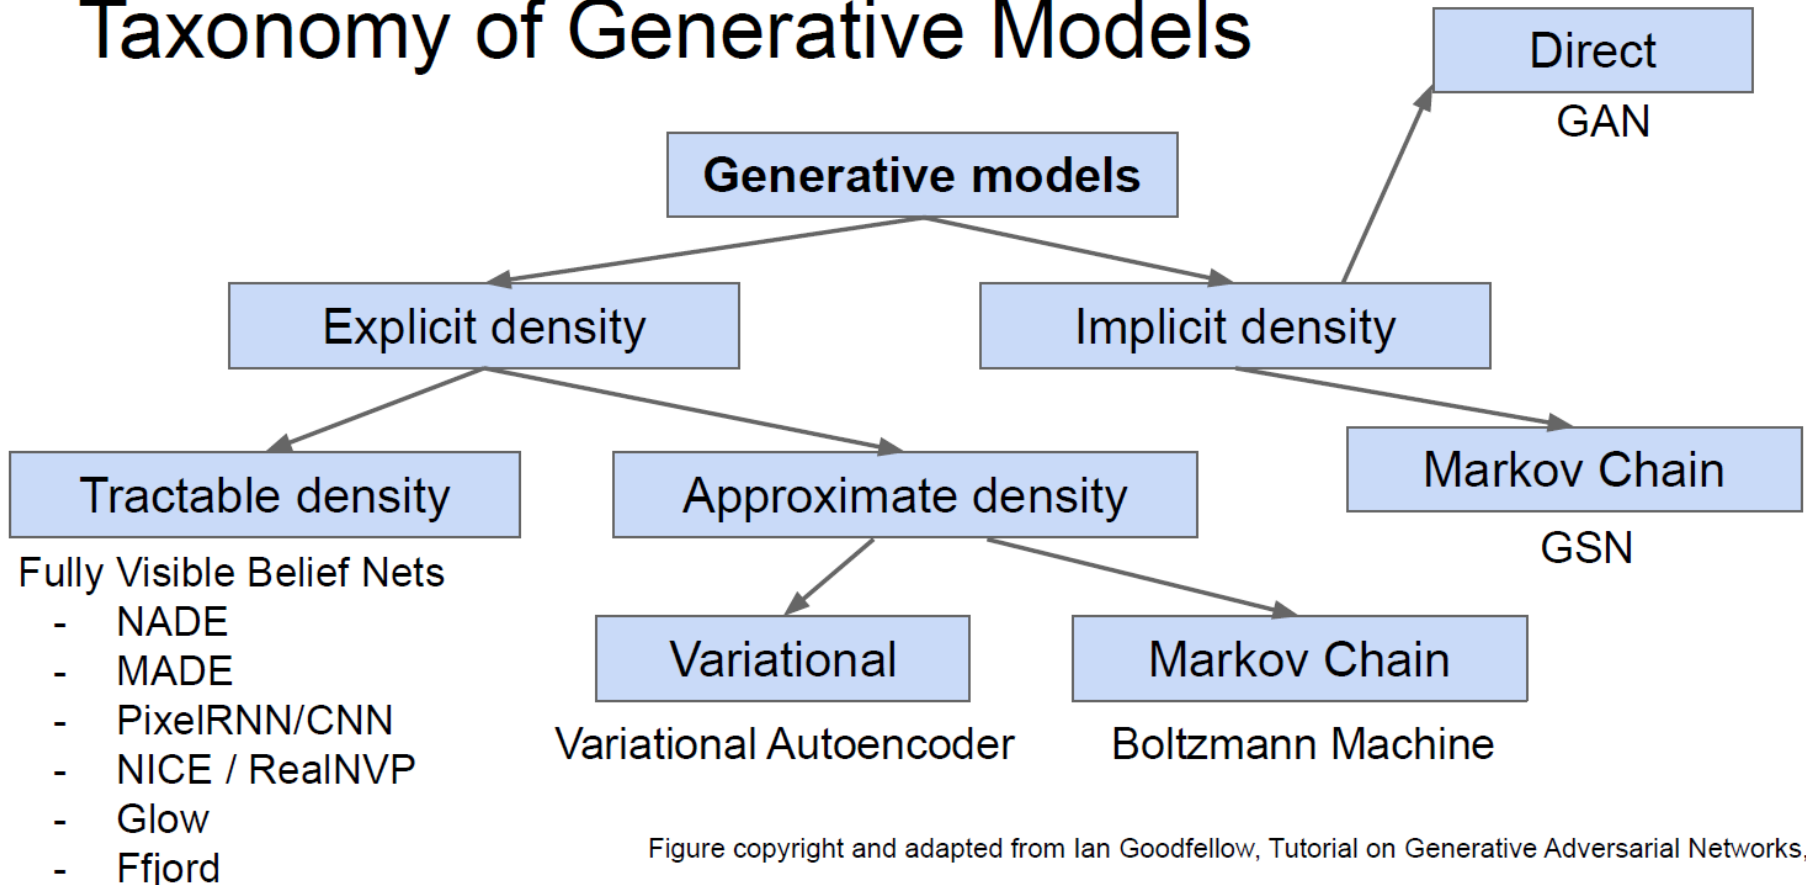 Taxonomy of Generative Models
Direct
GAN
Generative models
Explicit density
Implicit density
Tractable density
Approximate density
Markov Chain
GSN
Fully Visible Belief Nets
- NADE
- MADE
- PixelRNN/CNN
- NICE / RealNVP
- Glow
- Ffjord
Variational
Markov Chain
Variational Autoencoder
Boltzmann Machine
Figure copyright and adapted from Ian Goodfellow, Tutorial on Generative Adversarial Networks,